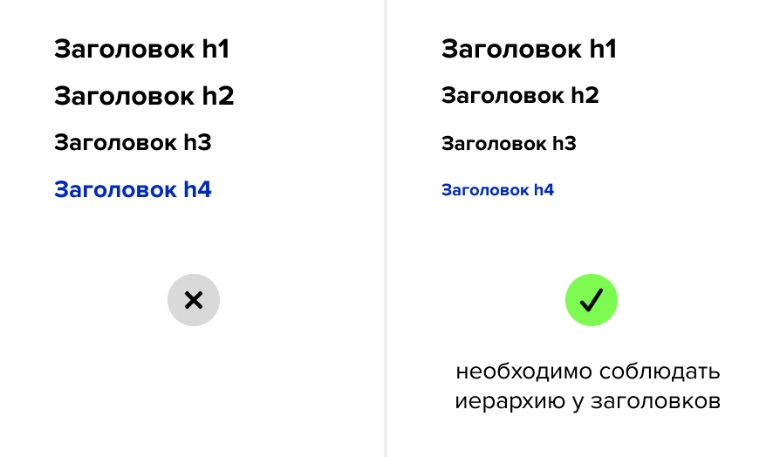 Заголовок h1
Заголовок h2
Заголовок h3
Заголовок h4
Заголовок h1
Заголовок h2
Заголовок h3
Заголовок h4
необходимо соблюдать
иерархию у заголовков